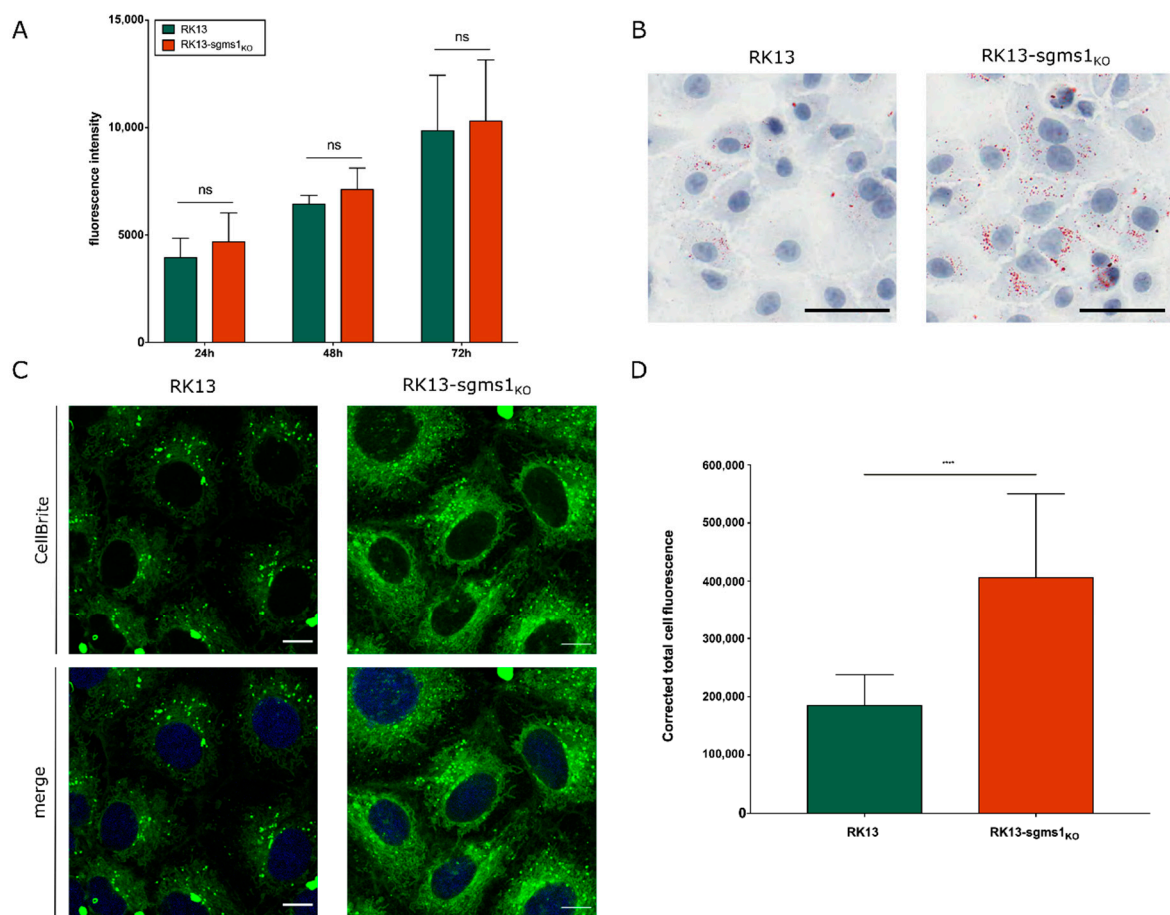 A
15,000
RK13
RK13-sgms1KO
ns
ns
ns
10,000
5000
0
fluorescence intensity
24h
48h
72h
B
RK13
RK13-sgms1KO
C
RK13
RK13-sgms1KO
CellBrite
merge
D
600,000
****
500,000
400,000
300,000
200,000
100,000
0
Corrected total cell fluorescence
RK13
RK13-sgms1KO